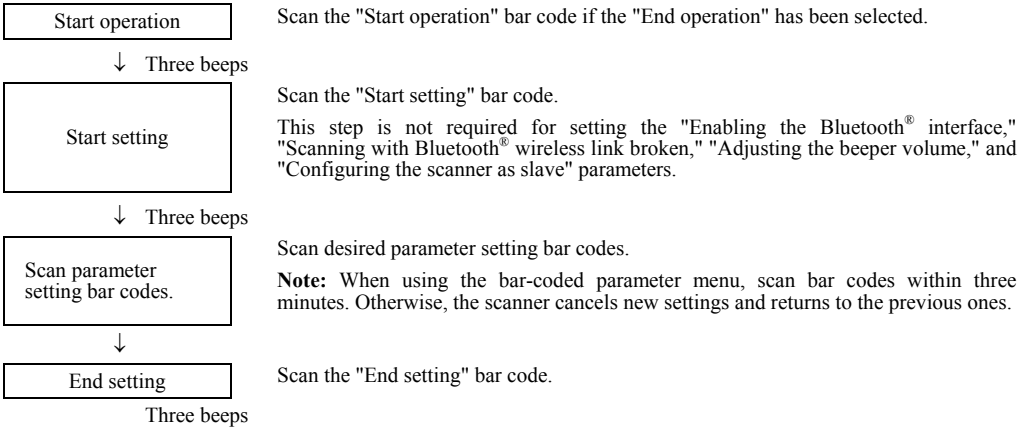 Start operation
Scan the "Start operation" bar code if the "End operation" has been selected.
↓ Three beeps
Start setting
Scan the "Start setting" bar code.
This step is not required for setting the "Enabling the Bluetooth® interface,"
"Scanning with Bluetooth® wireless link broken," "Adjusting the beeper volume," and
"Configuring the scanner as slave" parameters.
↓ Three beeps
Scan parameter
setting bar codes.
Scan desired parameter setting bar codes.
Note: When using the bar-coded parameter menu, scan bar codes within three
minutes. Otherwise, the scanner cancels new settings and returns to the previous ones.
↓
End setting
Scan the "End setting" bar code.
Three beeps